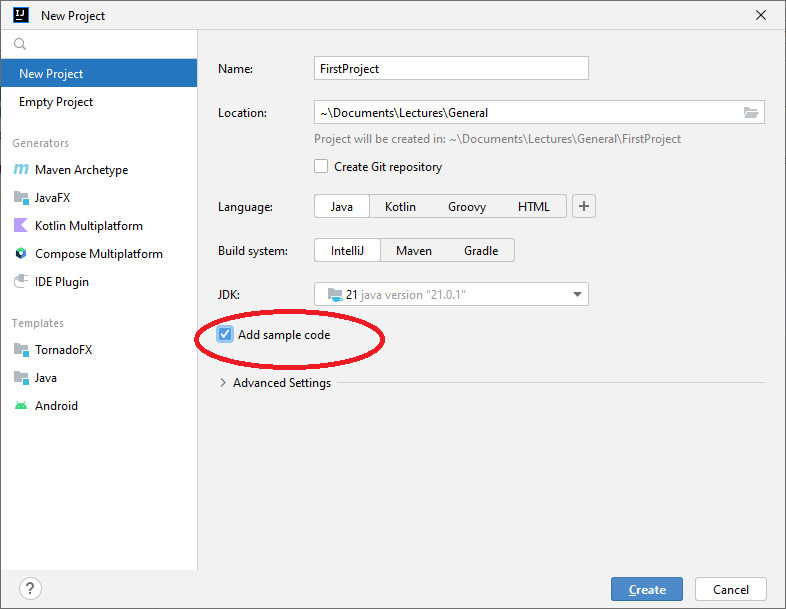 IJ New Project
New Project
Empty Project
Generators
m Maven Archetype
JavaFX
Kotlin Multiplatform
Compose Multiplatform
IDE Plugin
Templates
TornadoFX
Java
Android
Name: FirstProject
Location: ~\Documents\Lectures\General
Project will be created in: ~\Documents\Lectures\General\FirstProject
Create Git repository
Language: Java Kotlin Groovy HTML +
Build system: IntelliJ Maven Gradle
JDK: 21 java version "21.0.1"
Add sample code
Advanced Settings
? Create Cancel